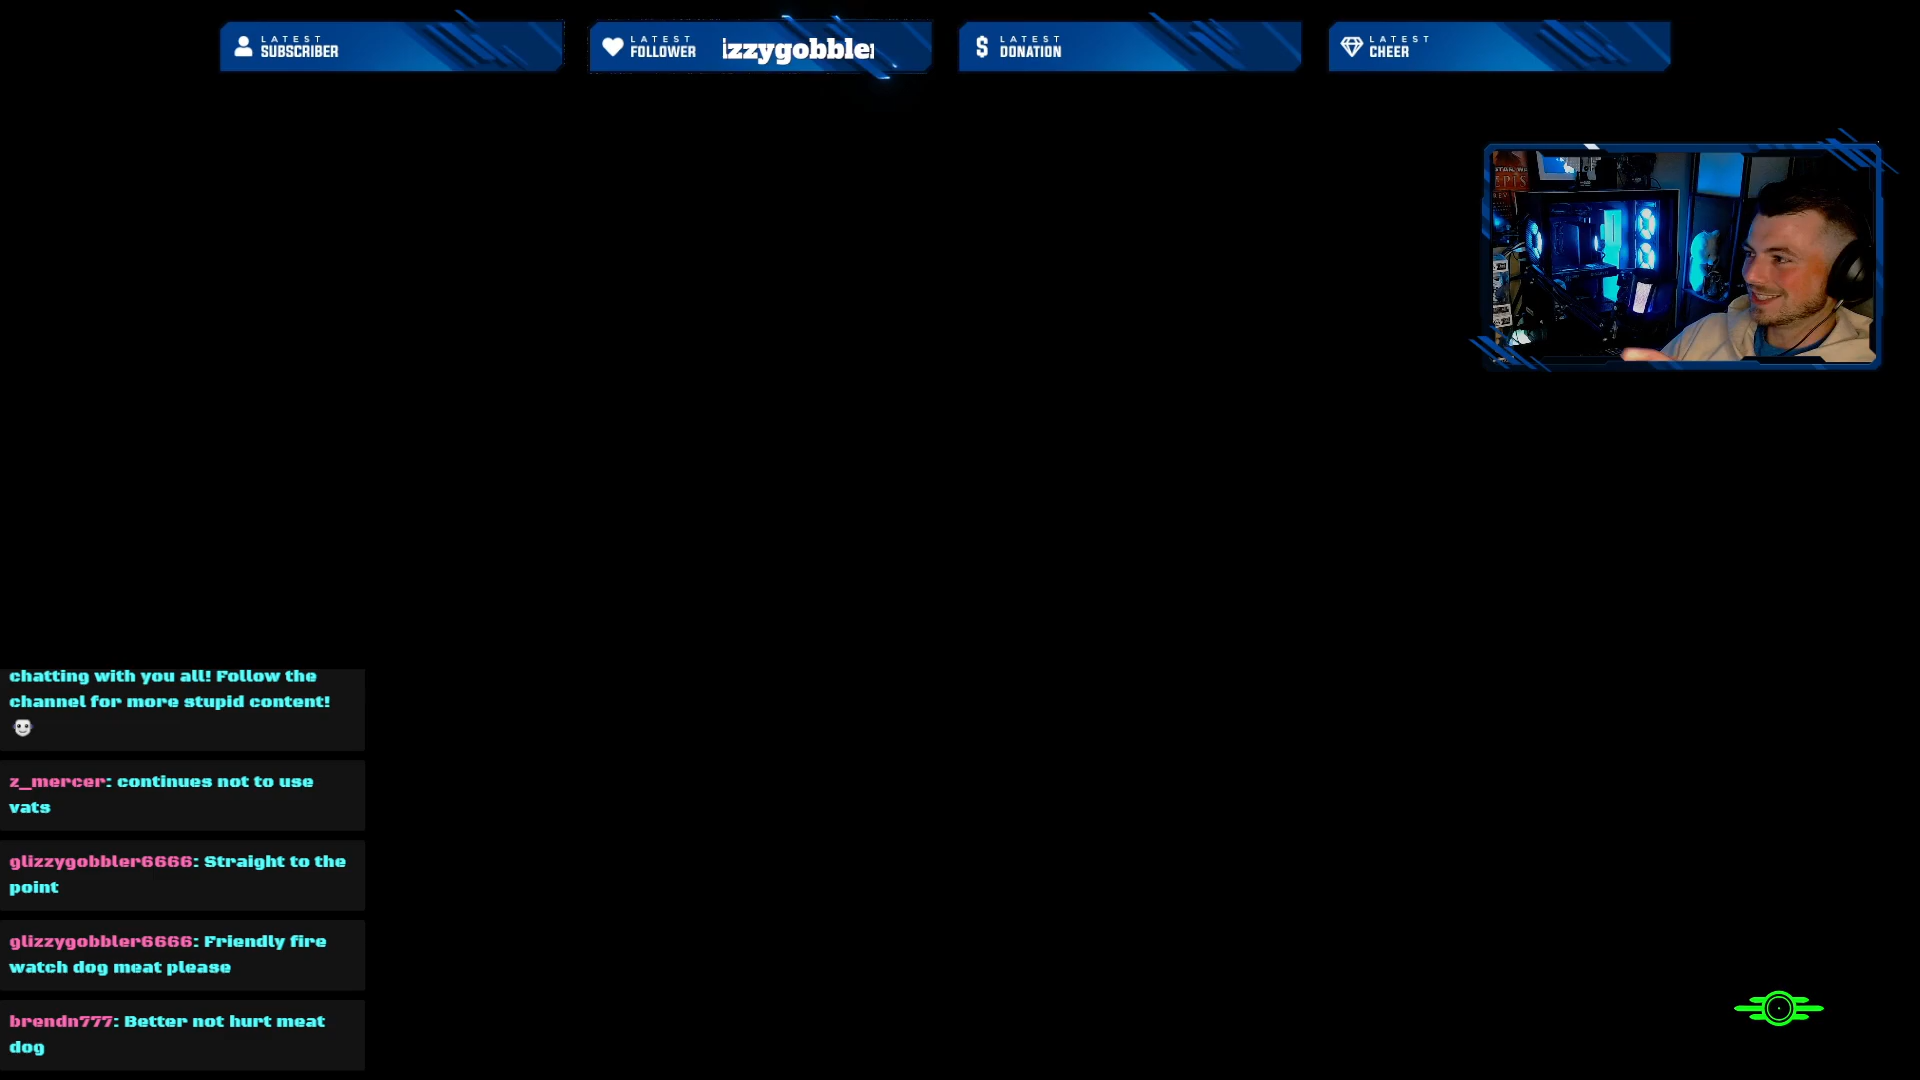 LATEST
SUBSCRIBER
LATEST
FOLLOWER
izzygobbler
LATEST
DONATION
LATEST
CHEER
STAR
chatting with you all! Follow the
channel for more stupid content!
z_mercer: continues not to use
vats
glizzygobbler6666: Straight to the
point
glizzygobbler6666: Friendly fire
watch dog meat please
brendn777: Better not hurt meat
dog